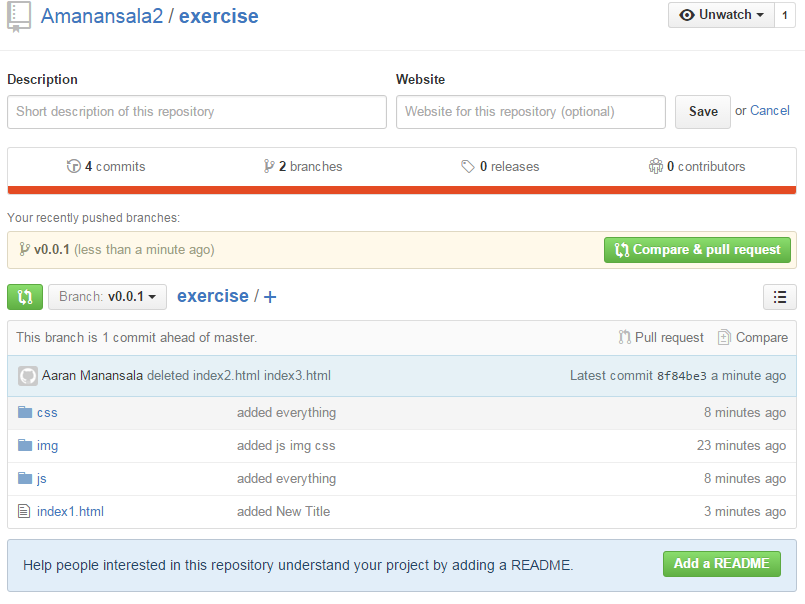 Amanansala2 / exercise
Unwatch 1
Description
Website
Short description of this repository
Website for this repository (optional)
Save or Cancel
4 commits 2 branches 0 releases 0 contributors
Your recently pushed branches:
v0.0.1 (less than a minute ago) Compare & pull request
Branch: v0.0.1 exercise / +
This branch is 1 commit ahead of master. Pull request Compare
Aaran Manansala deleted index2.html index3.html Latest commit 8f84be3 a minute ago
css added everything 8 minutes ago
img added js img css 23 minutes ago
js added everything 8 minutes ago
index1.html added New Title 3 minutes ago
Help people interested in this repository understand your project by adding a README. Add a README